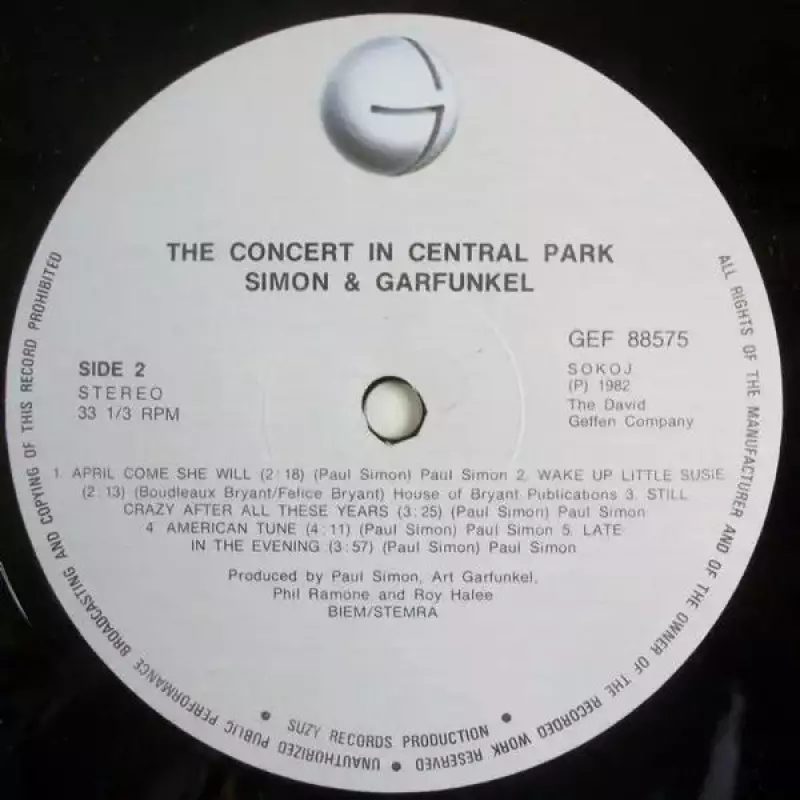 THE CONCERT IN CENTRAL PARK
SIMON & GARFUNKEL
GEF 88575
SIDE 2
STEREO
33 1/3 RPM
SOKOJ
(P) 1982
The David
Geffen Company
1. APRIL COME SHE WILL (2:18) (Paul Simon) Paul Simon 2. WAKE UP LITTLE SUSIE
(2:13) (Boudleaux Bryant/Felice Bryant) House of Bryant Publications 3. STILL
CRAZY AFTER ALL THESE YEARS (3:25) (Paul Simon) Paul Simon
4. AMERICAN TUNE (4:11) (Paul Simon) Paul Simon 5. LATE
IN THE EVENING (3:57) (Paul Simon) Paul Simon
Produced by Paul Simon, Art Garfunkel,
Phil Ramone and Roy Halee
BIEM/STEMRA
• SUZY RECORDS PRODUCTION •
ALL RIGHTS OF THE MANUFACTURER AND OF THE OWNER OF THE RECORDED WORK RESERVED • UNAUTHORIZED PUBLIC PERFORMANCE BROADCASTING AND COPYING OF THIS RECORD PROHIBITED